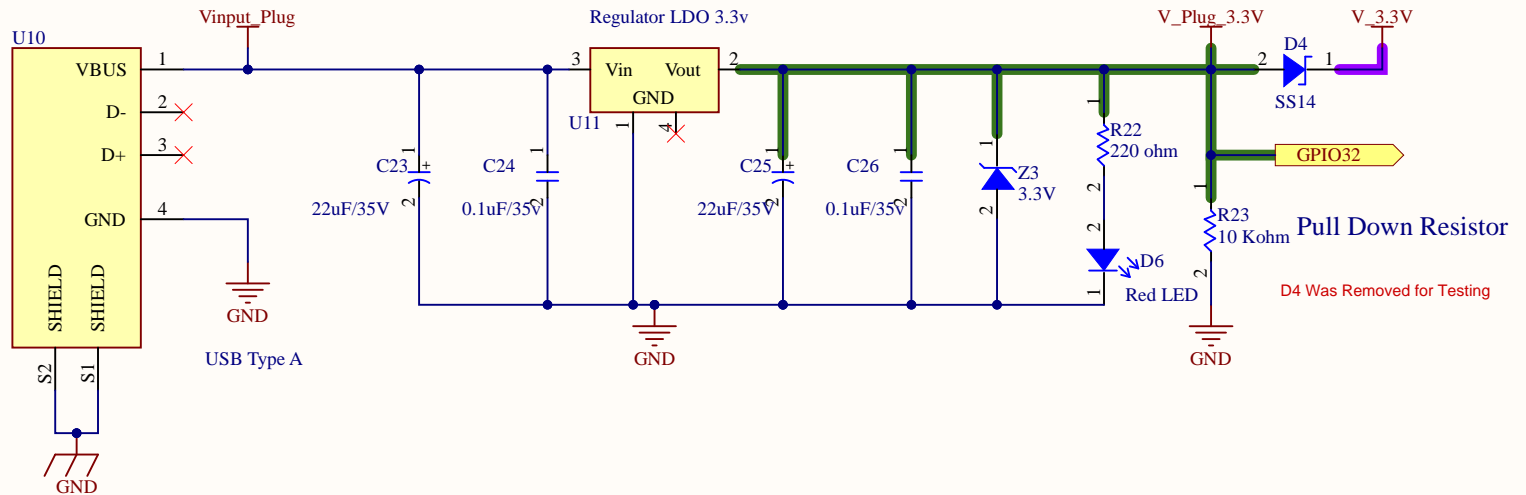 Vinput_Plug
Regulator LDO 3.3v
V_Plug_3.3V
V_3.3V
U10
D4
VBUS
1
3
Vin
Vout
2
2
1
GND
SS14
D-
2
U11
1
4
1
R22
220 ohm
D+
3
1
C23
+
1
C24
1
C25
+
1
C26
1
Z3
3.3V
GPIO32
2
22uF/35V
2
0.1uF/35v
2
22uF/35V
2
0.1uF/35v
2
2
1
GND
4
2
R23
10 Kohm
Pull Down Resistor
D6
2
SHIELD
SHIELD
GND
1
Red LED
D4 Was Removed for Testing
USB Type A
GND
GND
S2
S1
GND